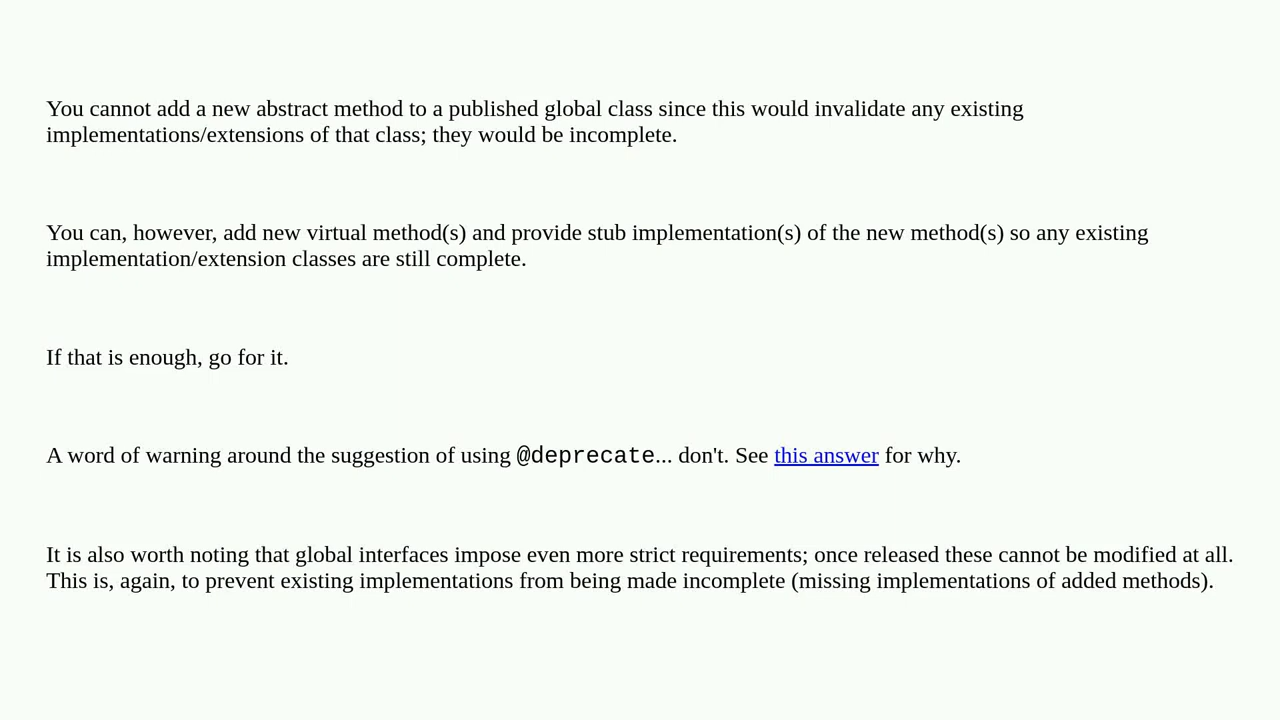 You cannot add a new abstract method to a published global class since this would invalidate any existing
implementations/extensions of that class; they would be incomplete.
You can, however, add new virtual method(s) and provide stub implementation(s) of the new method(s) so any existing
implementation/extension classes are still complete.
If that is enough, go for it.
A word of warning around the suggestion of using @deprecate... don't. See this answer for why.
It is also worth noting that global interfaces impose even more strict requirements; once released these cannot be modified at all.
This is, again, to prevent existing implementations from being made incomplete (missing implementations of added methods).